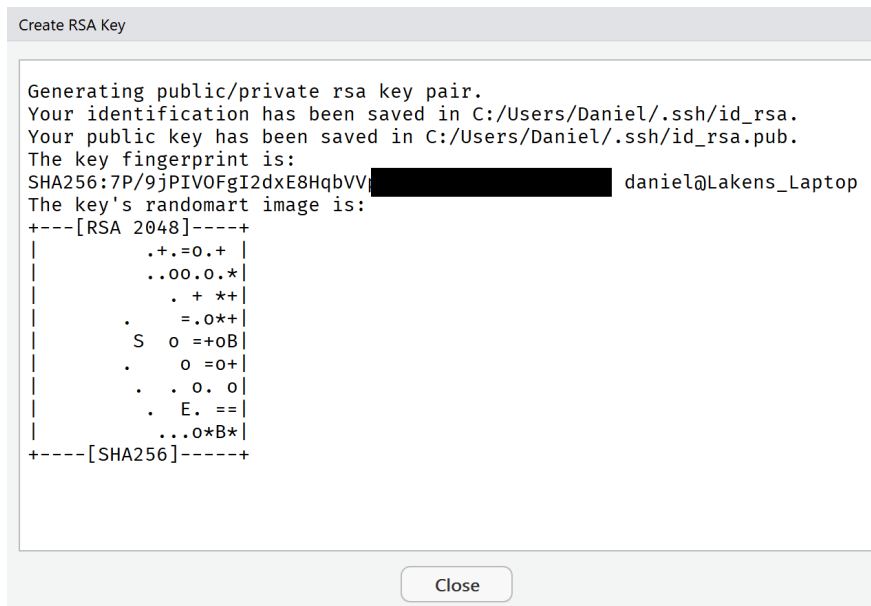 Create RSA Key
Generating public/private rsa key pair.
Your identification has been saved in C:/Users/Daniel/.ssh/id_rsa.
Your public key has been saved in C:/Users/Daniel/.ssh/id_rsa.pub.
The key fingerprint is:
SHA256:7P/9jPIVOFgI2dxE8HqbVV daniel@Lakens_Laptop
The key's randomart image is:
+---[RSA 2048]----+
|         .+.=o.+ |
|         ..oo.o.*|
|           . + *+|
|       .    =.o*+|
|        S  o =+oB|
|       .    o =o+|
|        .  . o. o|
|         .  E. ==|
|          ...o*B*|
+----[SHA256]-----+
Close